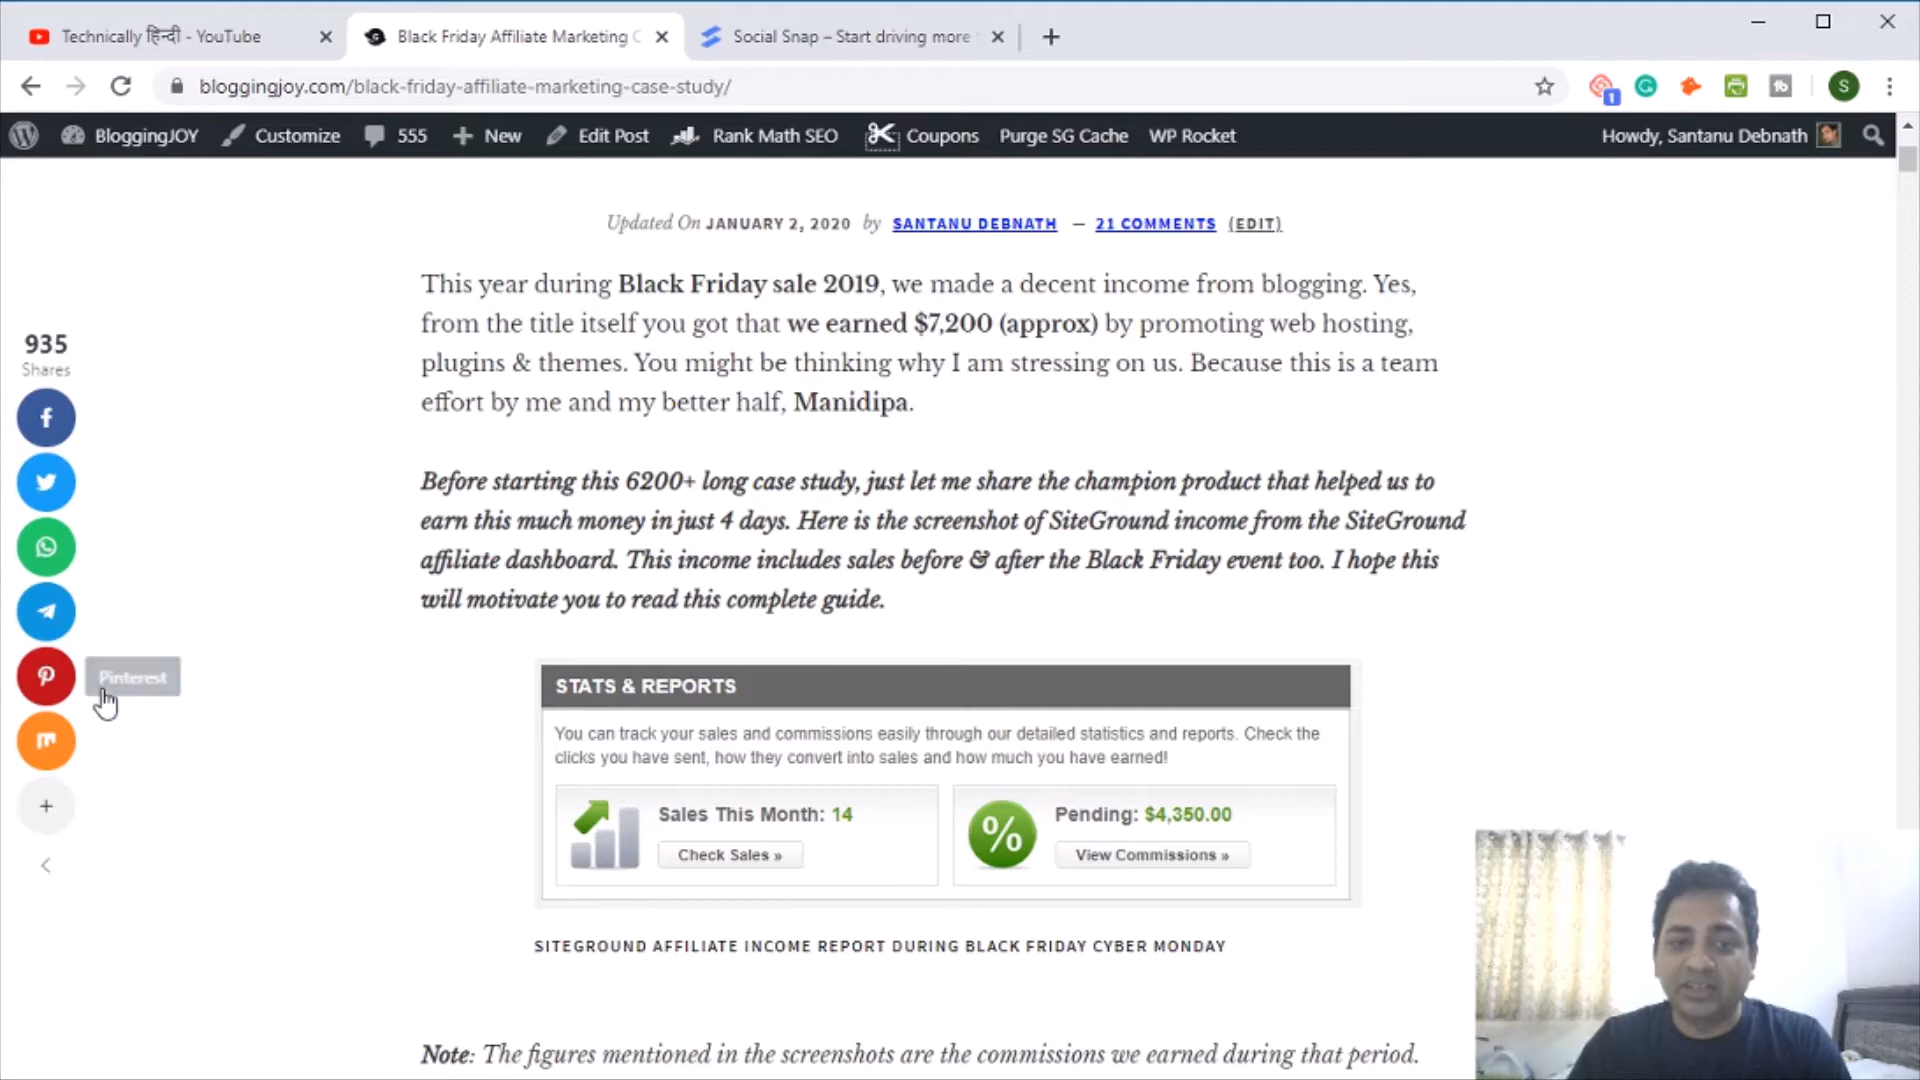 Technically हिन्दी - YouTube
Black Friday Affiliate Marketing C
Social Snap – Start driving more
bloggingjoy.com/black-friday-affiliate-marketing-case-study/
1
S
BloggingJOY Customize 555 New Edit Post Rank Math SEO Coupons Purge SG Cache WP Rocket Howdy, Santanu Debnath
Updated On JANUARY 2, 2020 by SANTANU DEBNATH — 21 COMMENTS (EDIT)
This year during Black Friday sale 2019, we made a decent income from blogging. Yes,
from the title itself you got that we earned $7,200 (approx) by promoting web hosting,
plugins & themes. You might be thinking why I am stressing on us. Because this is a team
effort by me and my better half, Manidipa.
935
Shares
Before starting this 6200+ long case study, just let me share the champion product that helped us to
earn this much money in just 4 days. Here is the screenshot of SiteGround income from the SiteGround
affiliate dashboard. This income includes sales before & after the Black Friday event too. I hope this
will motivate you to read this complete guide.
Pinterest
STATS & REPORTS
You can track your sales and commissions easily through our detailed statistics and reports. Check the
clicks you have sent, how they convert into sales and how much you have earned!
Sales This Month: 14
Check Sales »
% Pending: $4,350.00
View Commissions »
SITEGROUND AFFILIATE INCOME REPORT DURING BLACK FRIDAY CYBER MONDAY
Note: The figures mentioned in the screenshots are the commissions we earned during that period.